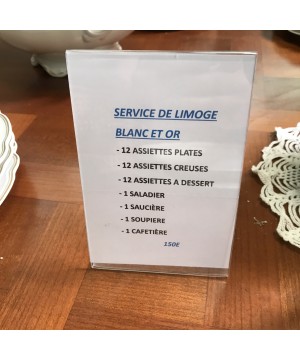 SERVICE DE LIMOGE
BLANC ET OR
- 12 ASSIETTES PLATES
- 12 ASSIETTES CREUSES
- 12 ASSIETTES A DESSERT
- 1 SALADIER
- 1 SAUCIÈRE
- 1 SOUPIERE
- 1 CAFETIÈRE
150E